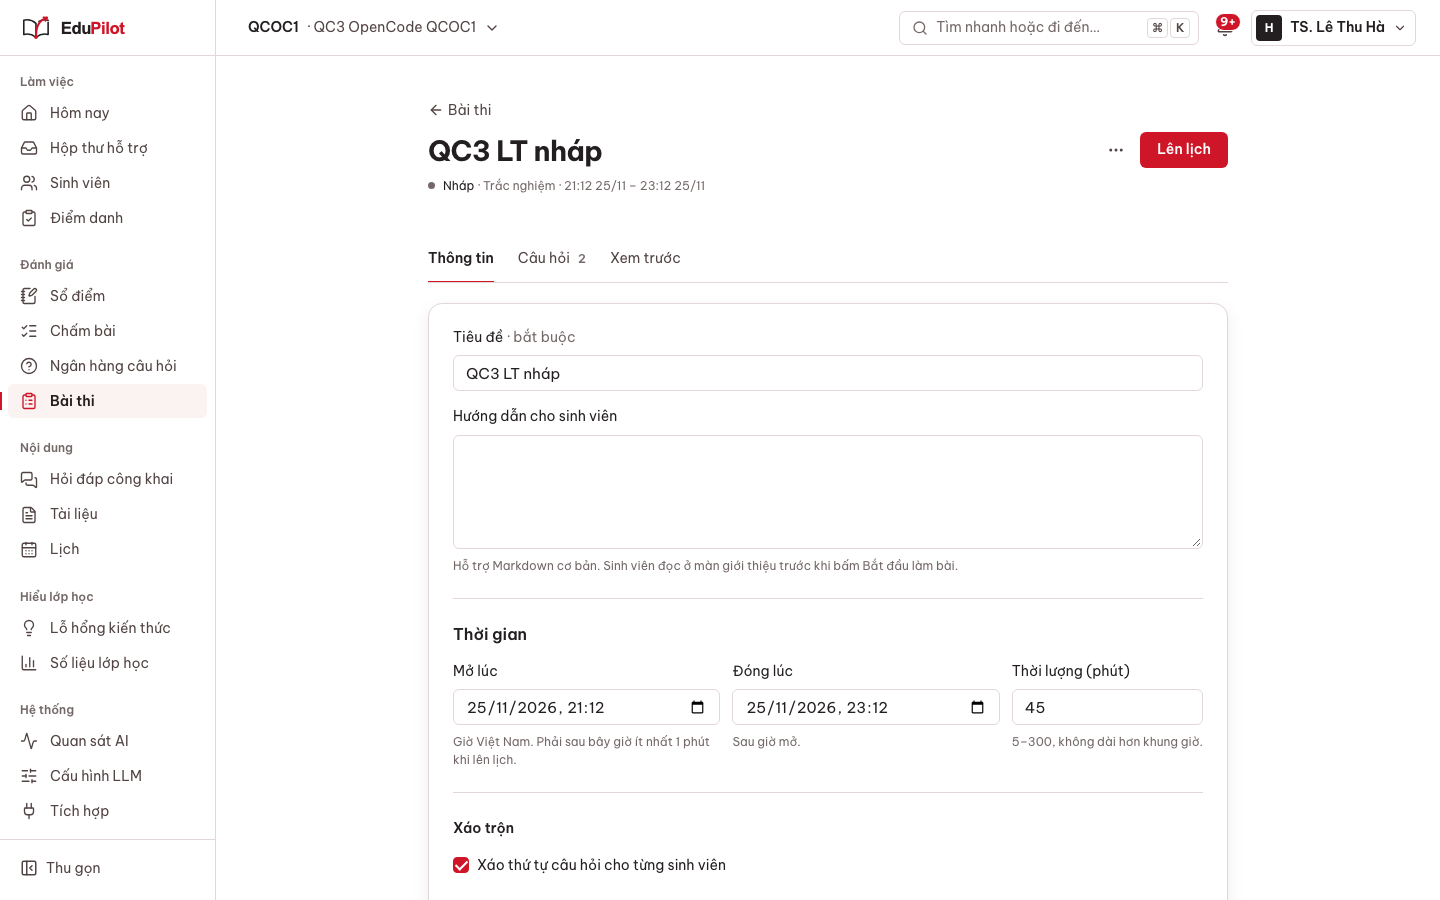 EduPilot
QCOC1 · QC3 OpenCode QCOC1
Tìm nhanh hoặc đi đến...
⌘ K
9+
H
TS. Lê Thu Hà
Làm việc
Hôm nay
Hộp thư hỗ trợ
Sinh viên
Điểm danh
Đánh giá
Sổ điểm
Chấm bài
Ngân hàng câu hỏi
Bài thi
Nội dung
Hỏi đáp công khai
Tài liệu
Lịch
Hiểu lớp học
Lỗ hổng kiến thức
Số liệu lớp học
Hệ thống
Quan sát AI
Cấu hình LLM
Tích hợp
Thu gọn
Bài thi
QC3 LT nháp
Lên lịch
Nháp · Trắc nghiệm · 21:12 25/11 – 23:12 25/11
Thông tin
Câu hỏi 2
Xem trước
Tiêu đề · bắt buộc
QC3 LT nháp
Hướng dẫn cho sinh viên
Hỗ trợ Markdown cơ bản. Sinh viên đọc ở màn giới thiệu trước khi bấm Bắt đầu làm bài.
Thời gian
Mở lúc
25/11/2026, 21:12
Giờ Việt Nam. Phải sau bây giờ ít nhất 1 phút
khi lên lịch.
Đóng lúc
25/11/2026, 23:12
Sau giờ mở.
Thời lượng (phút)
45
5–300, không dài hơn khung giờ.
Xáo trộn
Xáo thứ tự câu hỏi cho từng sinh viên